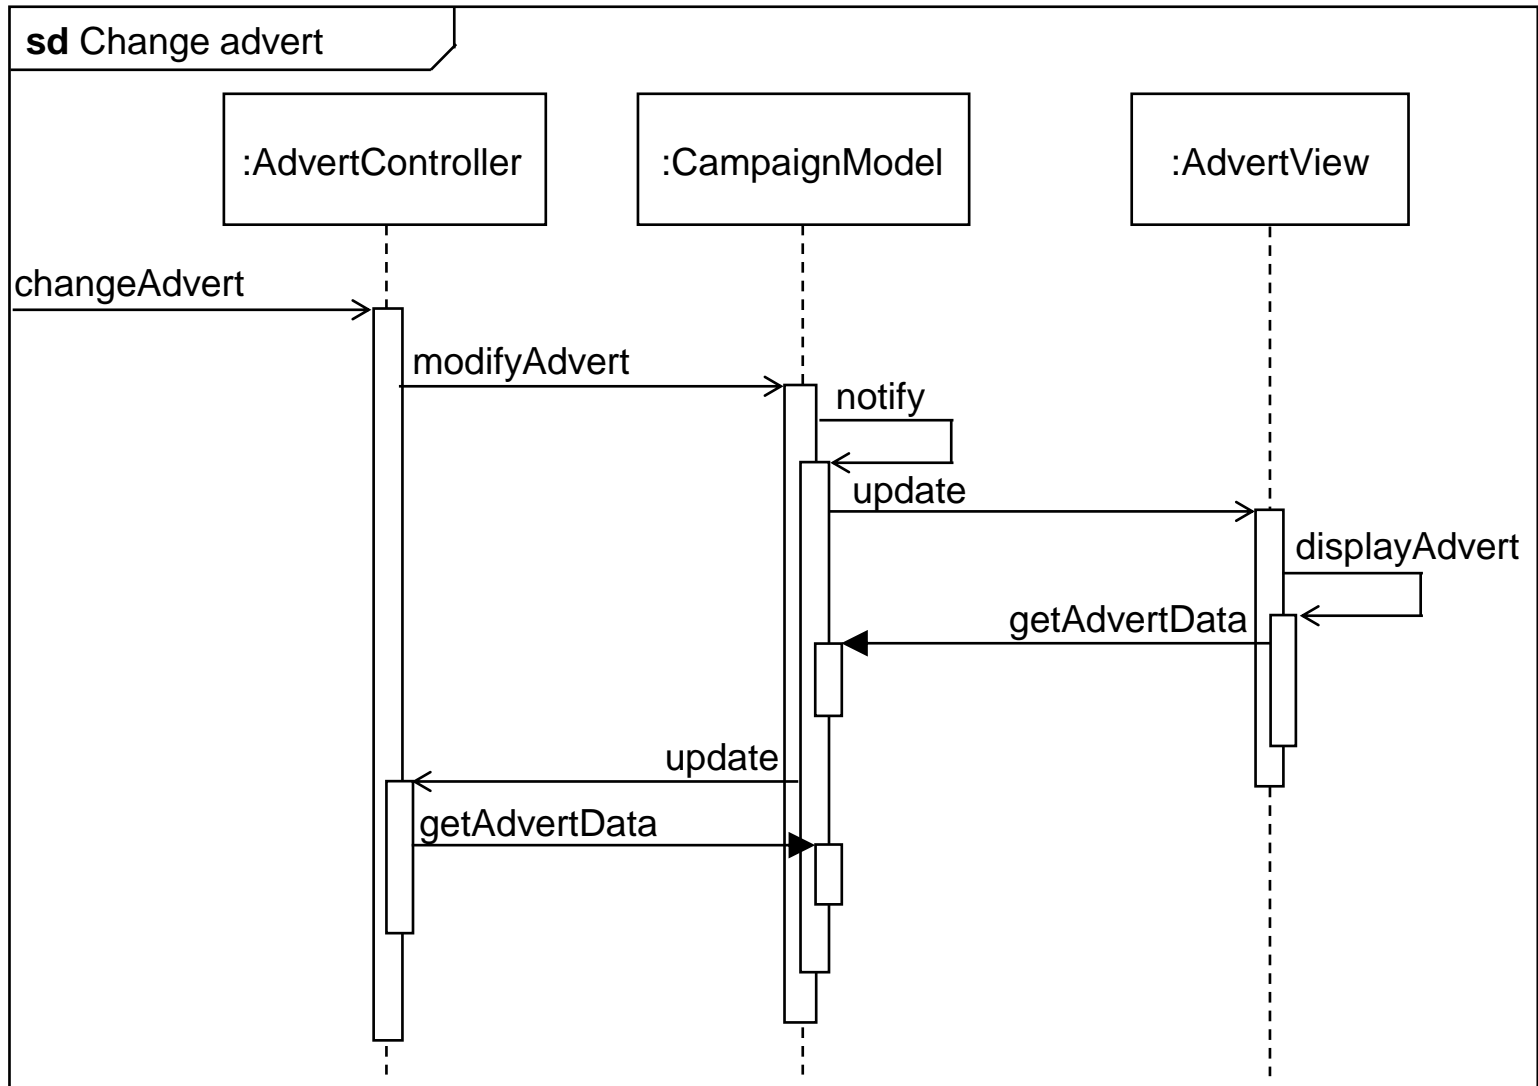 sd Change advert
:AdvertController
:CampaignModel
:AdvertView
changeAdvert
modifyAdvert
notify
update
displayAdvert
getAdvertData
update
getAdvertData